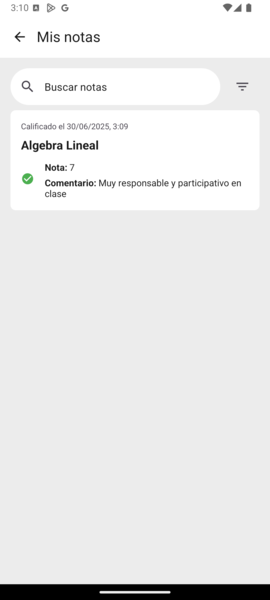 3:10
Mis notas
Buscar notas
Calificado el 30/06/2025, 3:09
Algebra Lineal
Nota: 7
Comentario: Muy responsable y participativo en
clase